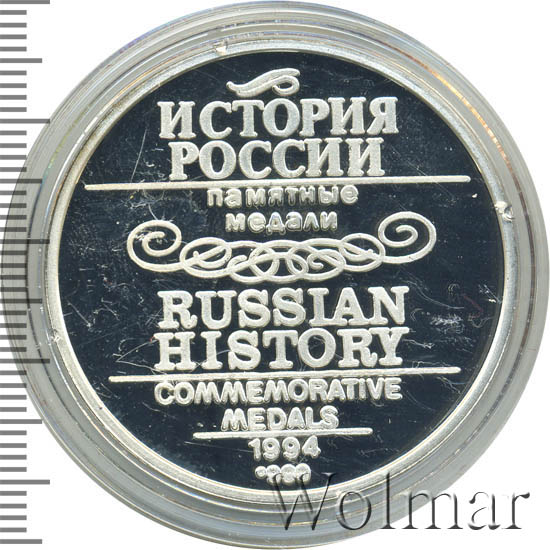 ИСТОРИЯ
РОССИИ
памятные
медали
RUSSIAN
HISTORY
COMMEMORATIVE
MEDALS
1994
Wolmar